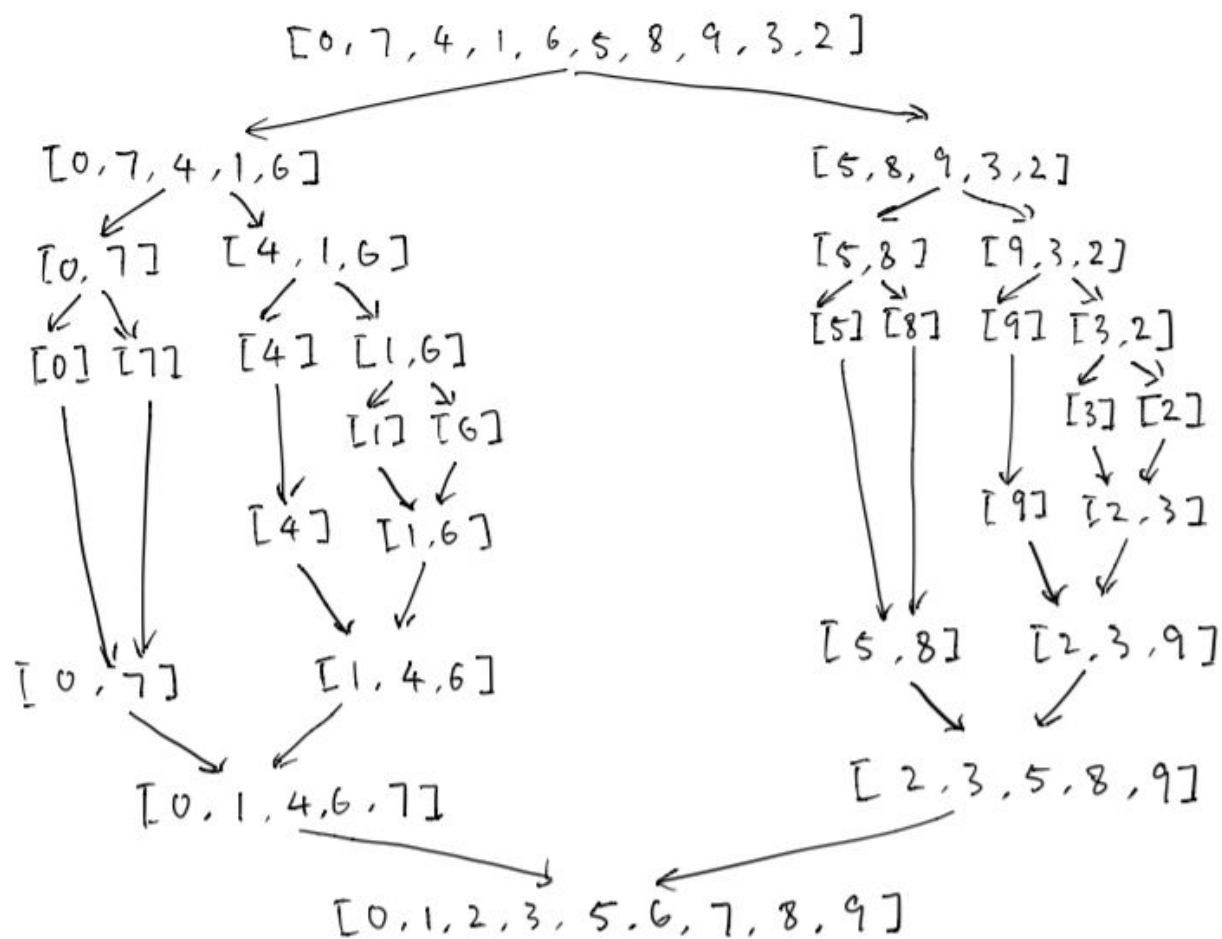 [0,7,4,1,6,5,8,9,3,2]
[0,7,4,1,6] [5,8,9,3,2]
[0,7] [4,1,6] [5,8] [9,3,2]
[0] [7] [4] [1,6] [5] [8] [9] [3,2]
[1] [6] [3] [2]
[4] [1,6] [9] [2,3]
[0,7] [1,4,6] [5,8] [2,3,9]
[0,1,4,6,7] [2,3,5,8,9]
[0,1,2,3,5.6,7,8,9]